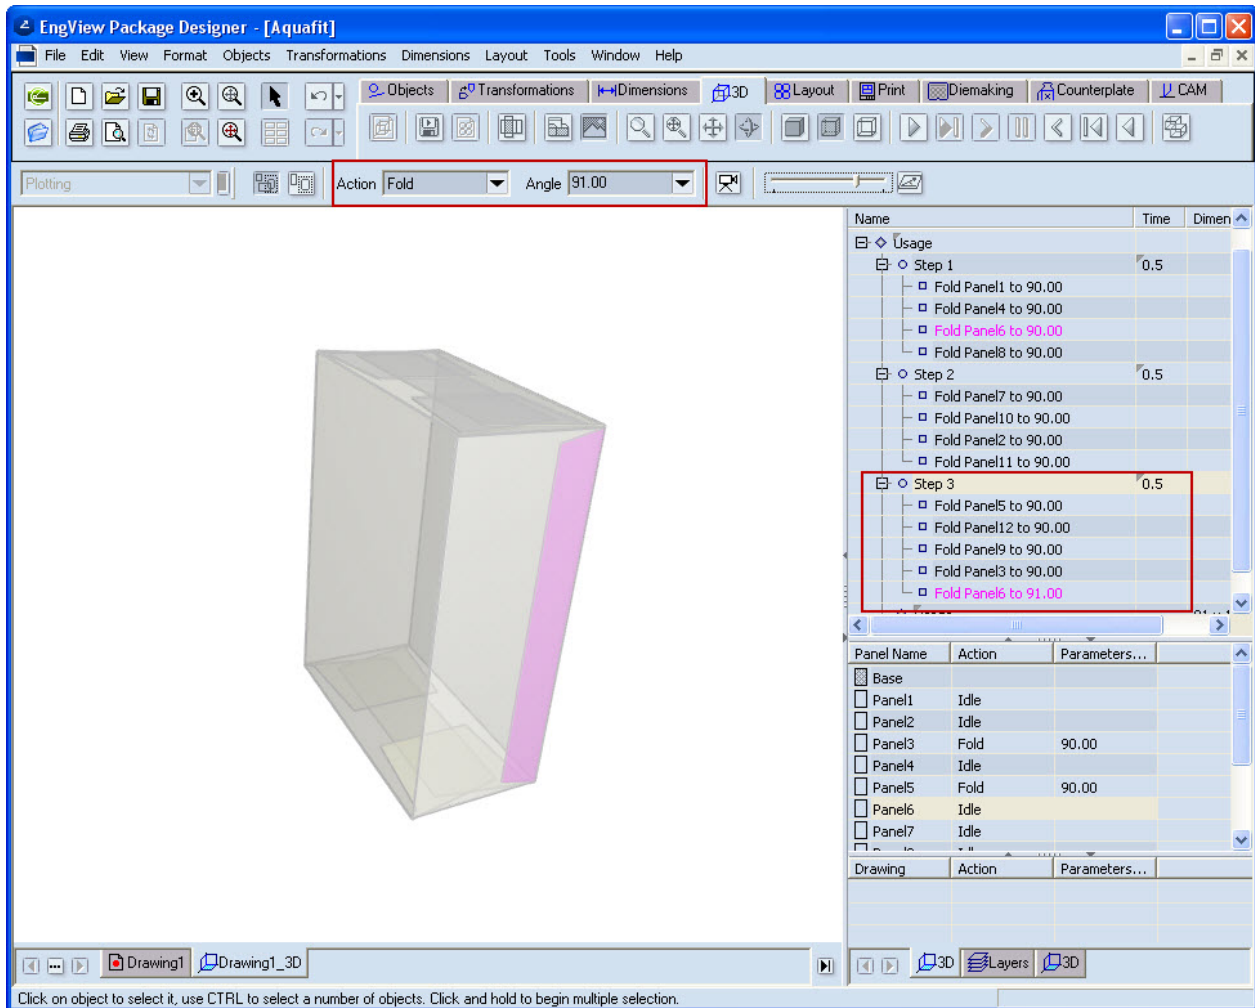 EngView Package Designer - [Aquafit]
File Edit View Format Objects Transformations Dimensions Layout Tools Window Help
Objects Transformations Dimensions 3D Layout Print Diemaking Counterplate CAM
Plotting Action Fold Angle 91.00
Name Time Dimen
Usage
Step 1 0.5
Fold Panel1 to 90.00
Fold Panel4 to 90.00
Fold Panel6 to 90.00
Fold Panel8 to 90.00
Step 2 0.5
Fold Panel7 to 90.00
Fold Panel10 to 90.00
Fold Panel2 to 90.00
Fold Panel11 to 90.00
Step 3 0.5
Fold Panel5 to 90.00
Fold Panel12 to 90.00
Fold Panel9 to 90.00
Fold Panel3 to 90.00
Fold Panel6 to 91.00
Panel Name Action Parameters...
Base
Panel1 Idle
Panel2 Idle
Panel3 Fold 90.00
Panel4 Idle
Panel5 Fold 90.00
Panel6 Idle
Panel7 Idle
Drawing Action Parameters...
Drawing1 Drawing1_3D 3D Layers 3D
Click on object to select it, use CTRL to select a number of objects. Click and hold to begin multiple selection.